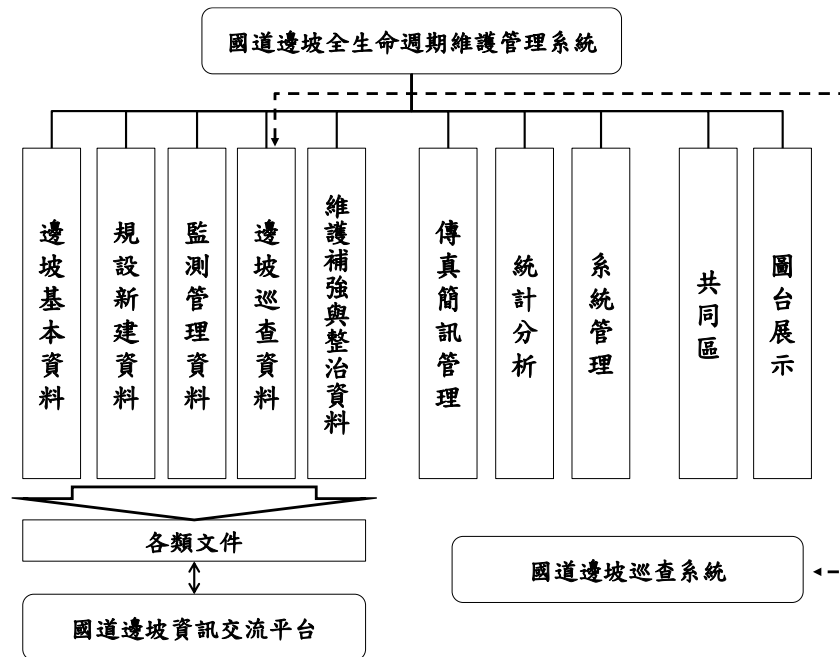 國道邊坡全生命週期維護管理系統
邊坡基本資料
規設新建資料
監測管理資料
邊坡巡查資料
維護補強與整治資料
傳真簡訊管理
統計分析
系統管理
共同區
圖台展示
各類文件
國道邊坡巡查系統
國道邊坡資訊交流平台